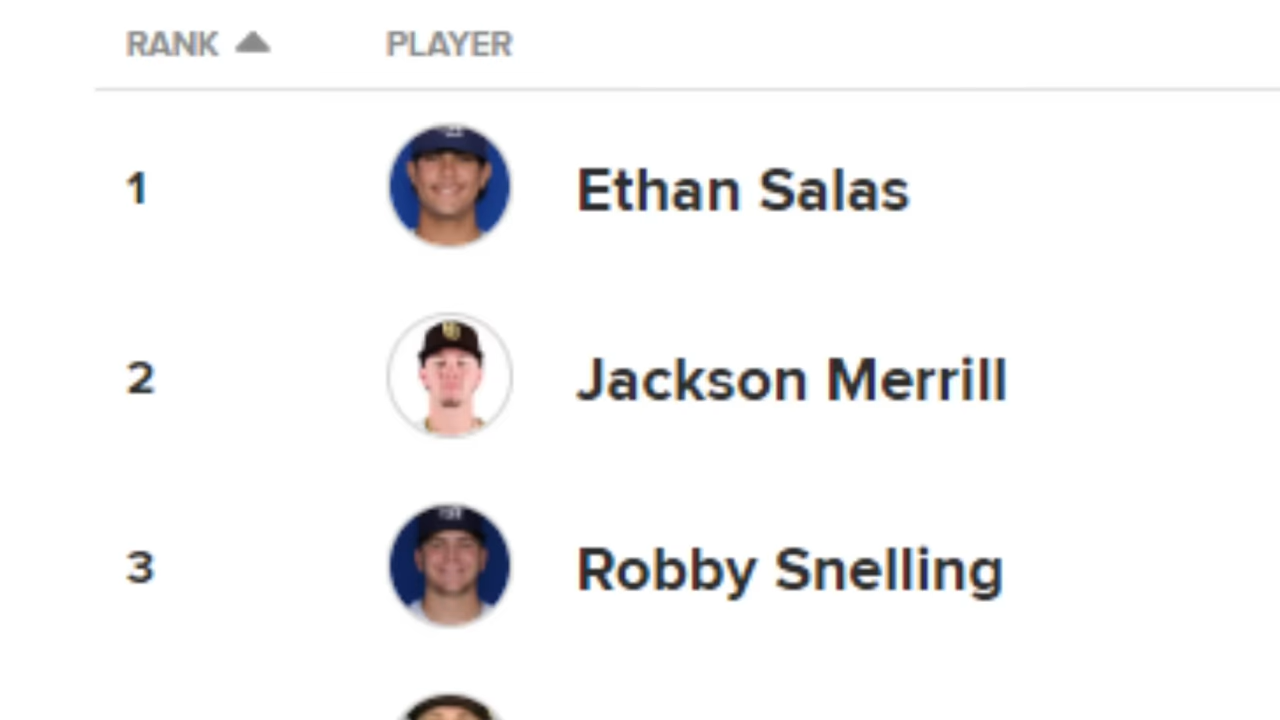 RANK PLAYER
1 Ethan Salas
2 Jackson Merrill
3 Robby Snelling